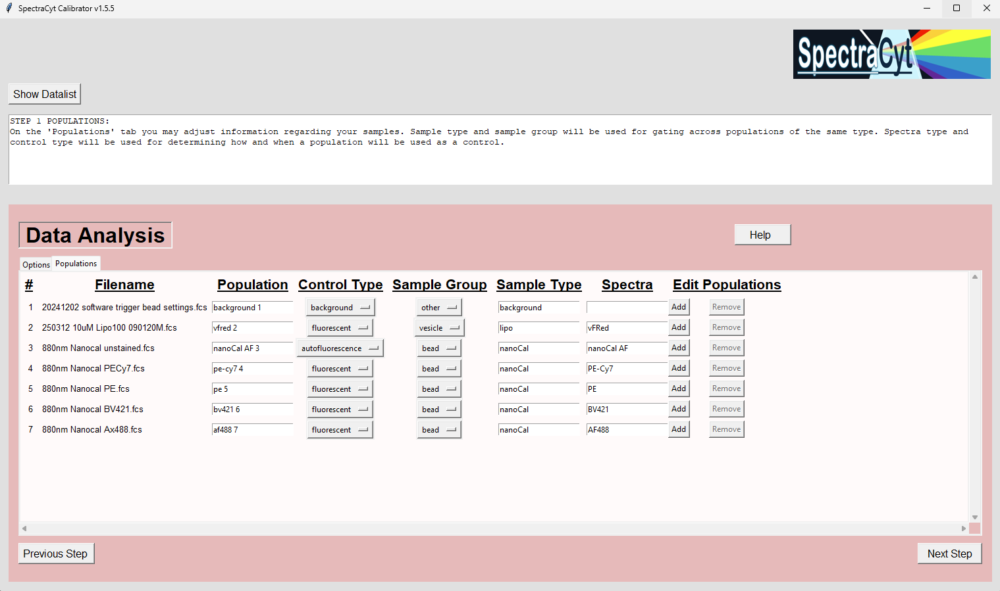 SpectraCyt Calibrator v1.5.5
SpectraCyt
Show Datalist
STEP 1 POPULATIONS:
On the 'Populations' tab you may adjust information regarding your samples. Sample type and sample group will be used for gating across populations of the same type. Spectra type and
control type will be used for determining how and when a population will be used as a control.
Data Analysis
Help
Options Populations
# Filename Population Control Type Sample Group Sample Type Spectra Edit Populations
1 20241202 software trigger bead settings.fcs background 1 background other background Add Remove
2 250312 10uM Lipo100 090120M.fcs vfred 2 fluorescent vesicle lipo vFRed Add Remove
3 880nm Nanocal unstained.fcs nanoCal AF 3 autofluorescence bead nanoCal nanoCal AF Add Remove
4 880nm Nanocal PECy7.fcs pe-cy7 4 fluorescent bead nanoCal PE-Cy7 Add Remove
5 880nm Nanocal PE.fcs pe 5 fluorescent bead nanoCal PE Add Remove
6 880nm Nanocal BV421.fcs bv421 6 fluorescent bead nanoCal BV421 Add Remove
7 880nm Nanocal Ax488.fcs af488 7 fluorescent bead nanoCal AF488 Add Remove
Previous Step
Next Step